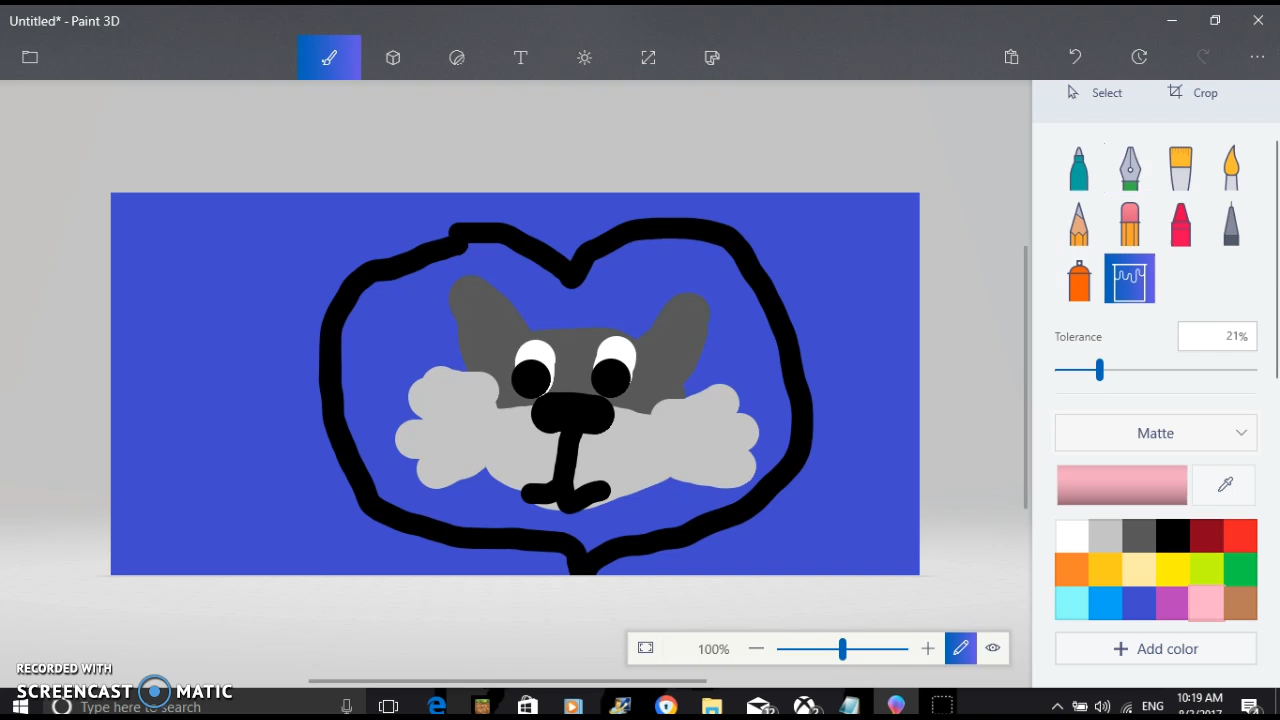 Untitled* - Paint 3D
Select
Crop
Tolerance
21%
Matte
Add color
100%
RECORDED WITH
SCREENCAST MATIC
Type here to search
ENG
10:19 AM